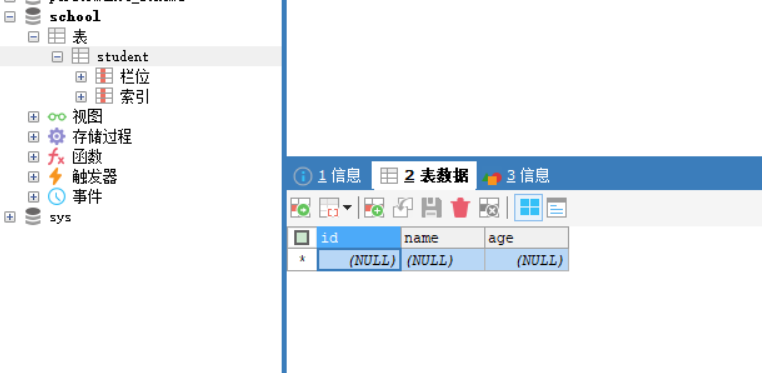 school
表
student
栏位
索引
视图
存储过程
函数
触发器
事件
sys
1 信息 2 表数据 3 信息
id name age
* (NULL) (NULL) (NULL)